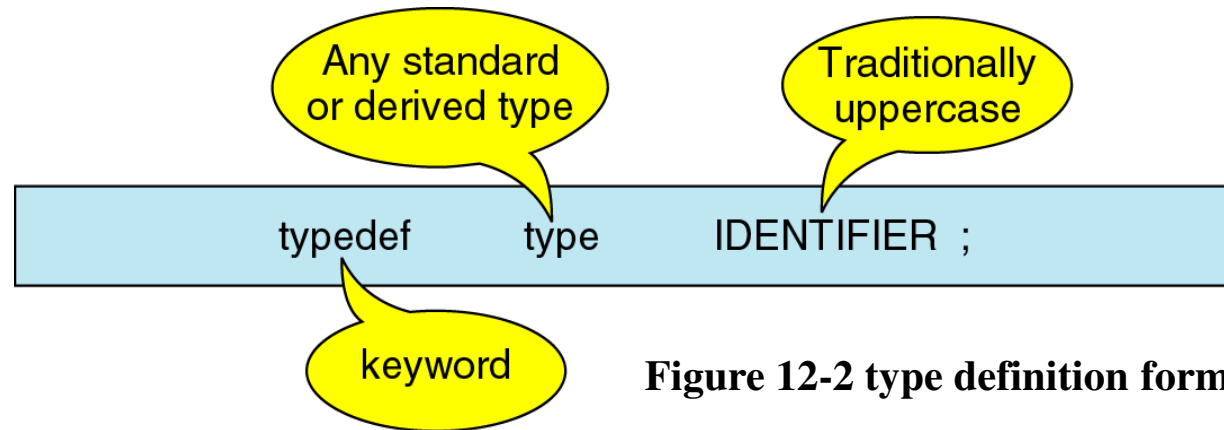 Any standard
or derived type
Traditionally
uppercase
typedef type IDENTIFIER ;
keyword
Figure 12-2 type definition form